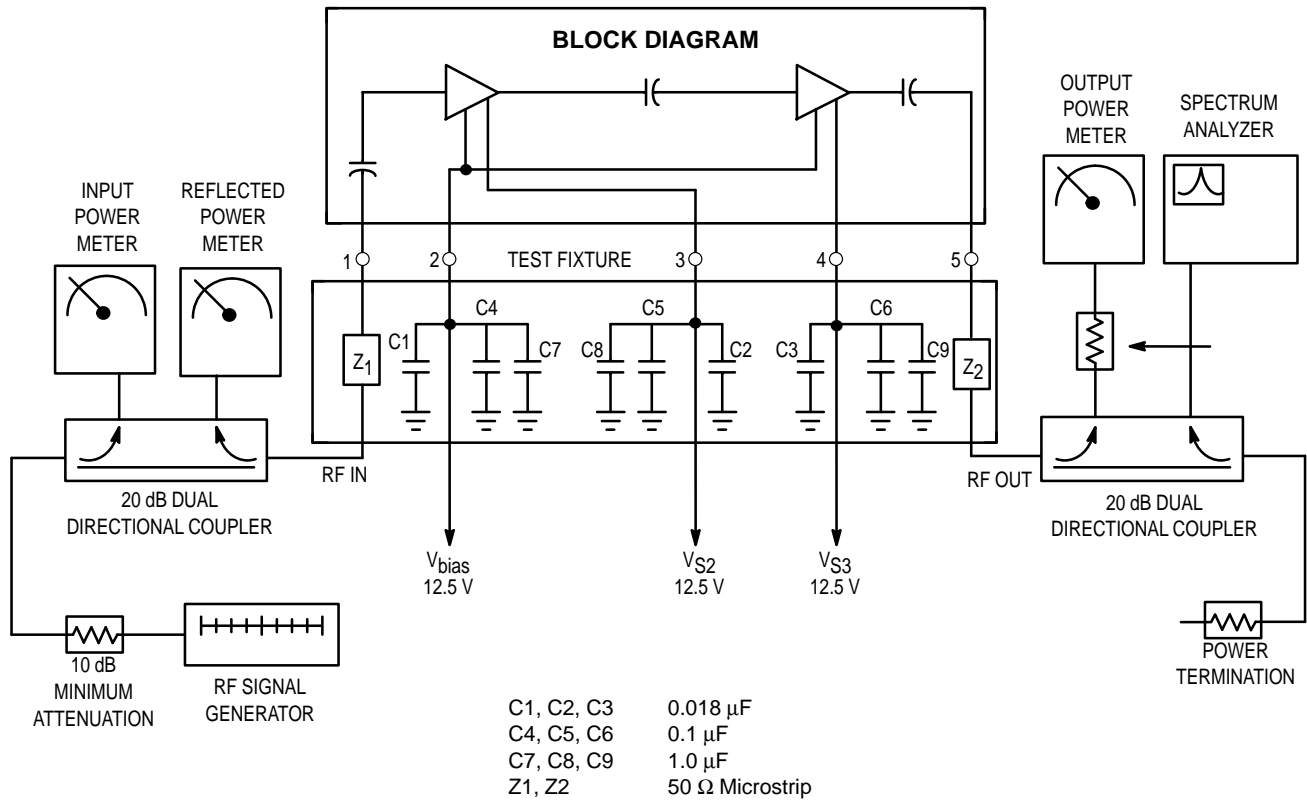 BLOCK DIAGRAM
OUTPUT
POWER
METER
SPECTRUM
ANALYZER
INPUT
POWER
METER
REFLECTED
POWER
METER
1
2
TEST FIXTURE
3
4
5
Z1
C1
C4
C7
C8
C5
C2
C3
C6
C9
Z2
RF IN
RF OUT
20 dB DUAL
DIRECTIONAL COUPLER
20 dB DUAL
DIRECTIONAL COUPLER
Vbias
12.5 V
VS2
12.5 V
VS3
12.5 V
10 dB
MINIMUM
ATTENUATION
RF SIGNAL
GENERATOR
POWER
TERMINATION
C1, C2, C3 0.018 μF
C4, C5, C6 0.1 μF
C7, C8, C9 1.0 μF
Z1, Z2 50 Ω Microstrip